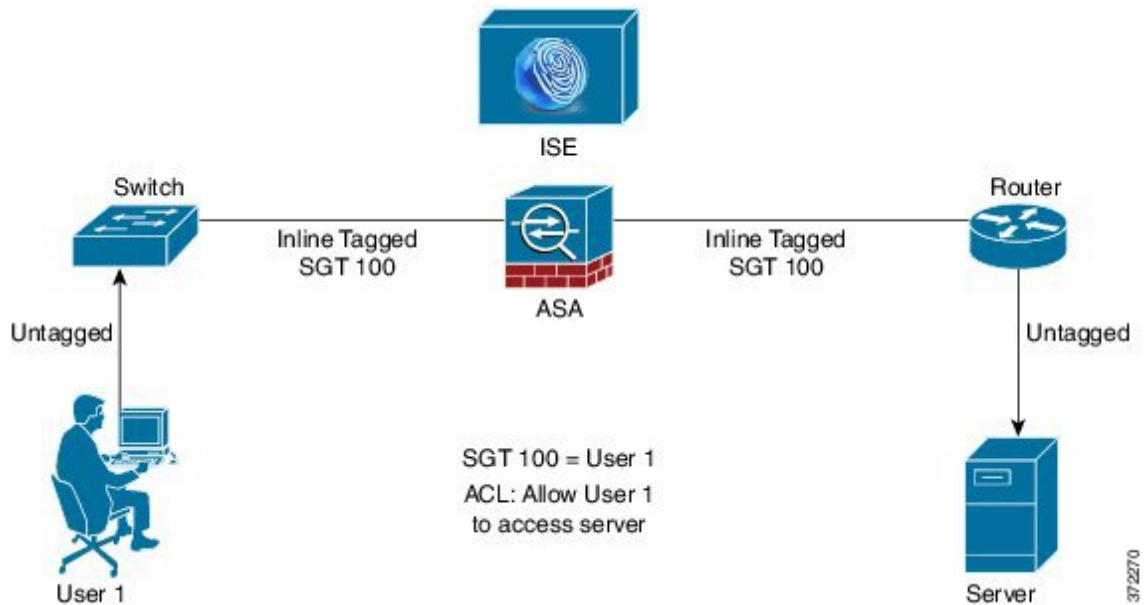 ISE
Switch
Router
Inline Tagged
SGT 100
Inline Tagged
SGT 100
ASA
Untagged
Untagged
SGT 100 = User 1
ACL: Allow User 1
to access server
User 1
Server
372270